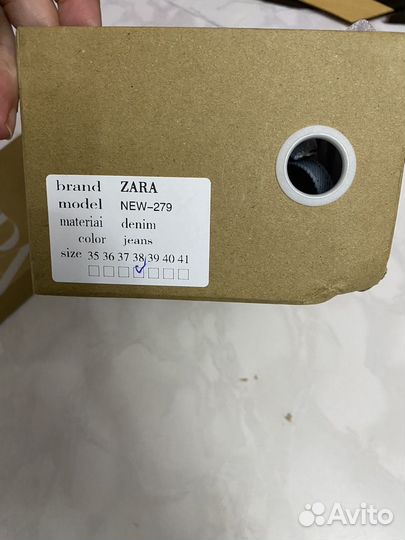 brand ZARA
model NEW-279
materiai denim
color jeans
size 35 36 37 38 39 40 41
Avito